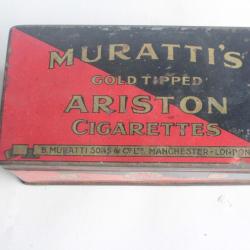 MURATTI'S
GOLD TIPPED
ARISTON
CIGARETTES
B. MURATTI SONS & CO LTD. MANCHESTER - LONDON